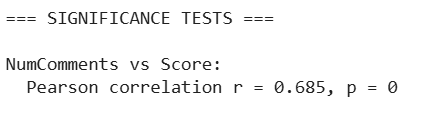 === SIGNIFICANCE TESTS ===
NumComments vs Score:
Pearson correlation r = 0.685, p = 0